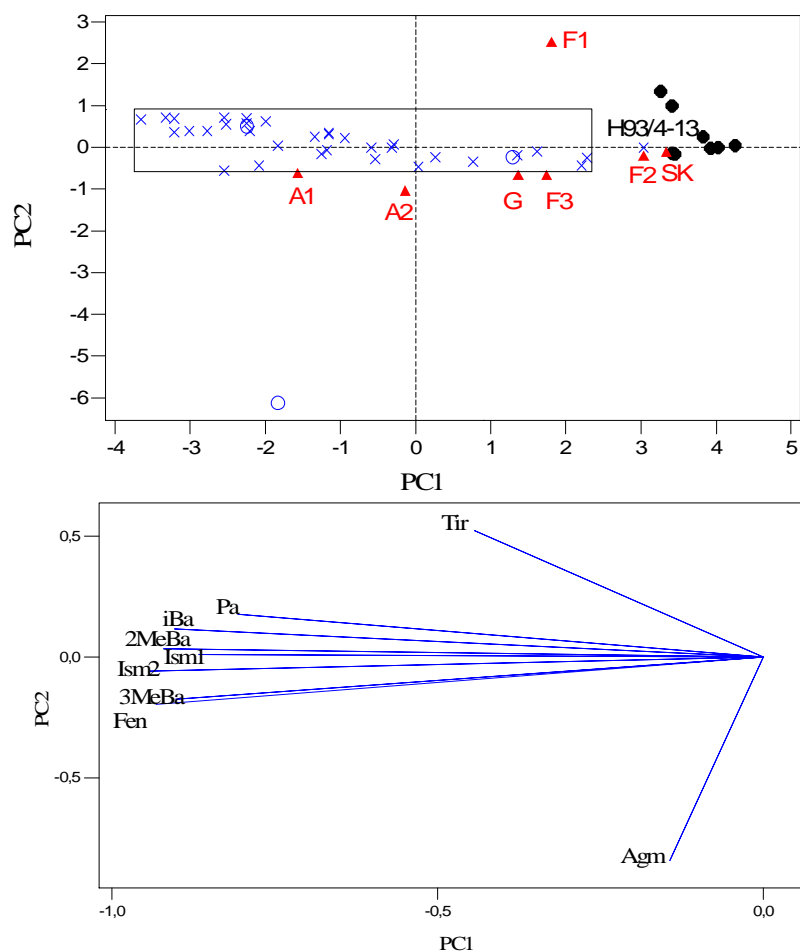 3
2
1
0
-1
-2
-3
-4
-5
-6
PC2
F1
H93/4-13
F2 SK
A1
A2
G
F3
-4 -3 -2 -1 0 1 2 3 4 5
PC1
0,5
0,0
-0,5
PC2
Tir
Pa
iBa
2MeBa
Ism1
Ism2
3MeBa
Fen
Agm
-1,0 -0,5 0,0
PC1